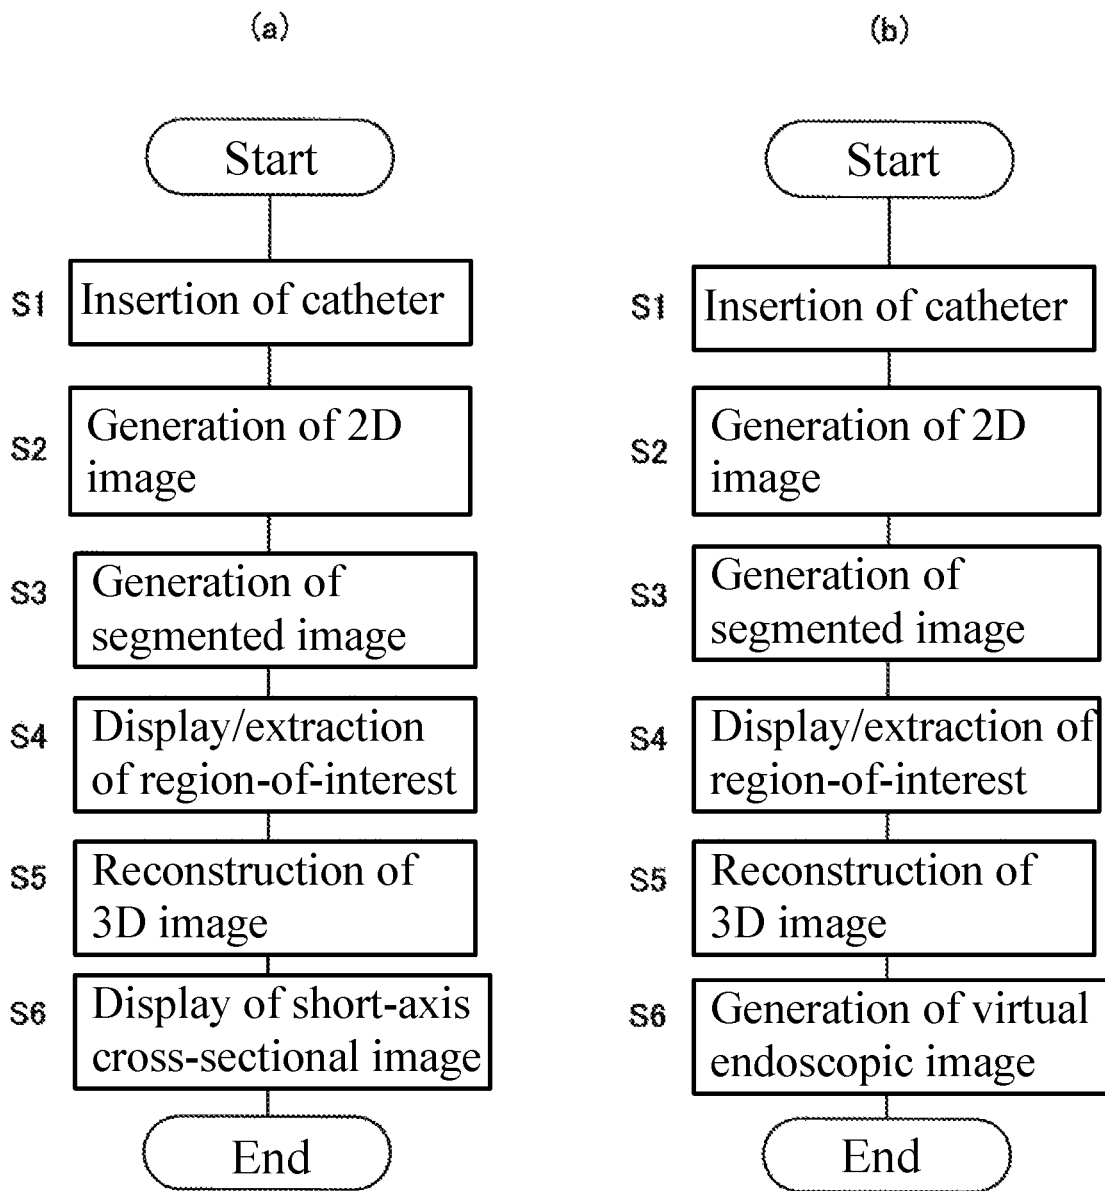 (a)
Start
S1
Insertion of catheter
S2
Generation of 2D
image
S3
Generation of
segmented image
S4
Display/extraction
of region-of-interest
S5
Reconstruction of
3D image
S6
Display of short-axis
cross-sectional image
End
(b)
Start
S1
Insertion of catheter
S2
Generation of 2D
image
S3
Generation of
segmented image
S4
Display/extraction of
region-of-interest
S5
Reconstruction of
3D image
S6
Generation of virtual
endoscopic image
End